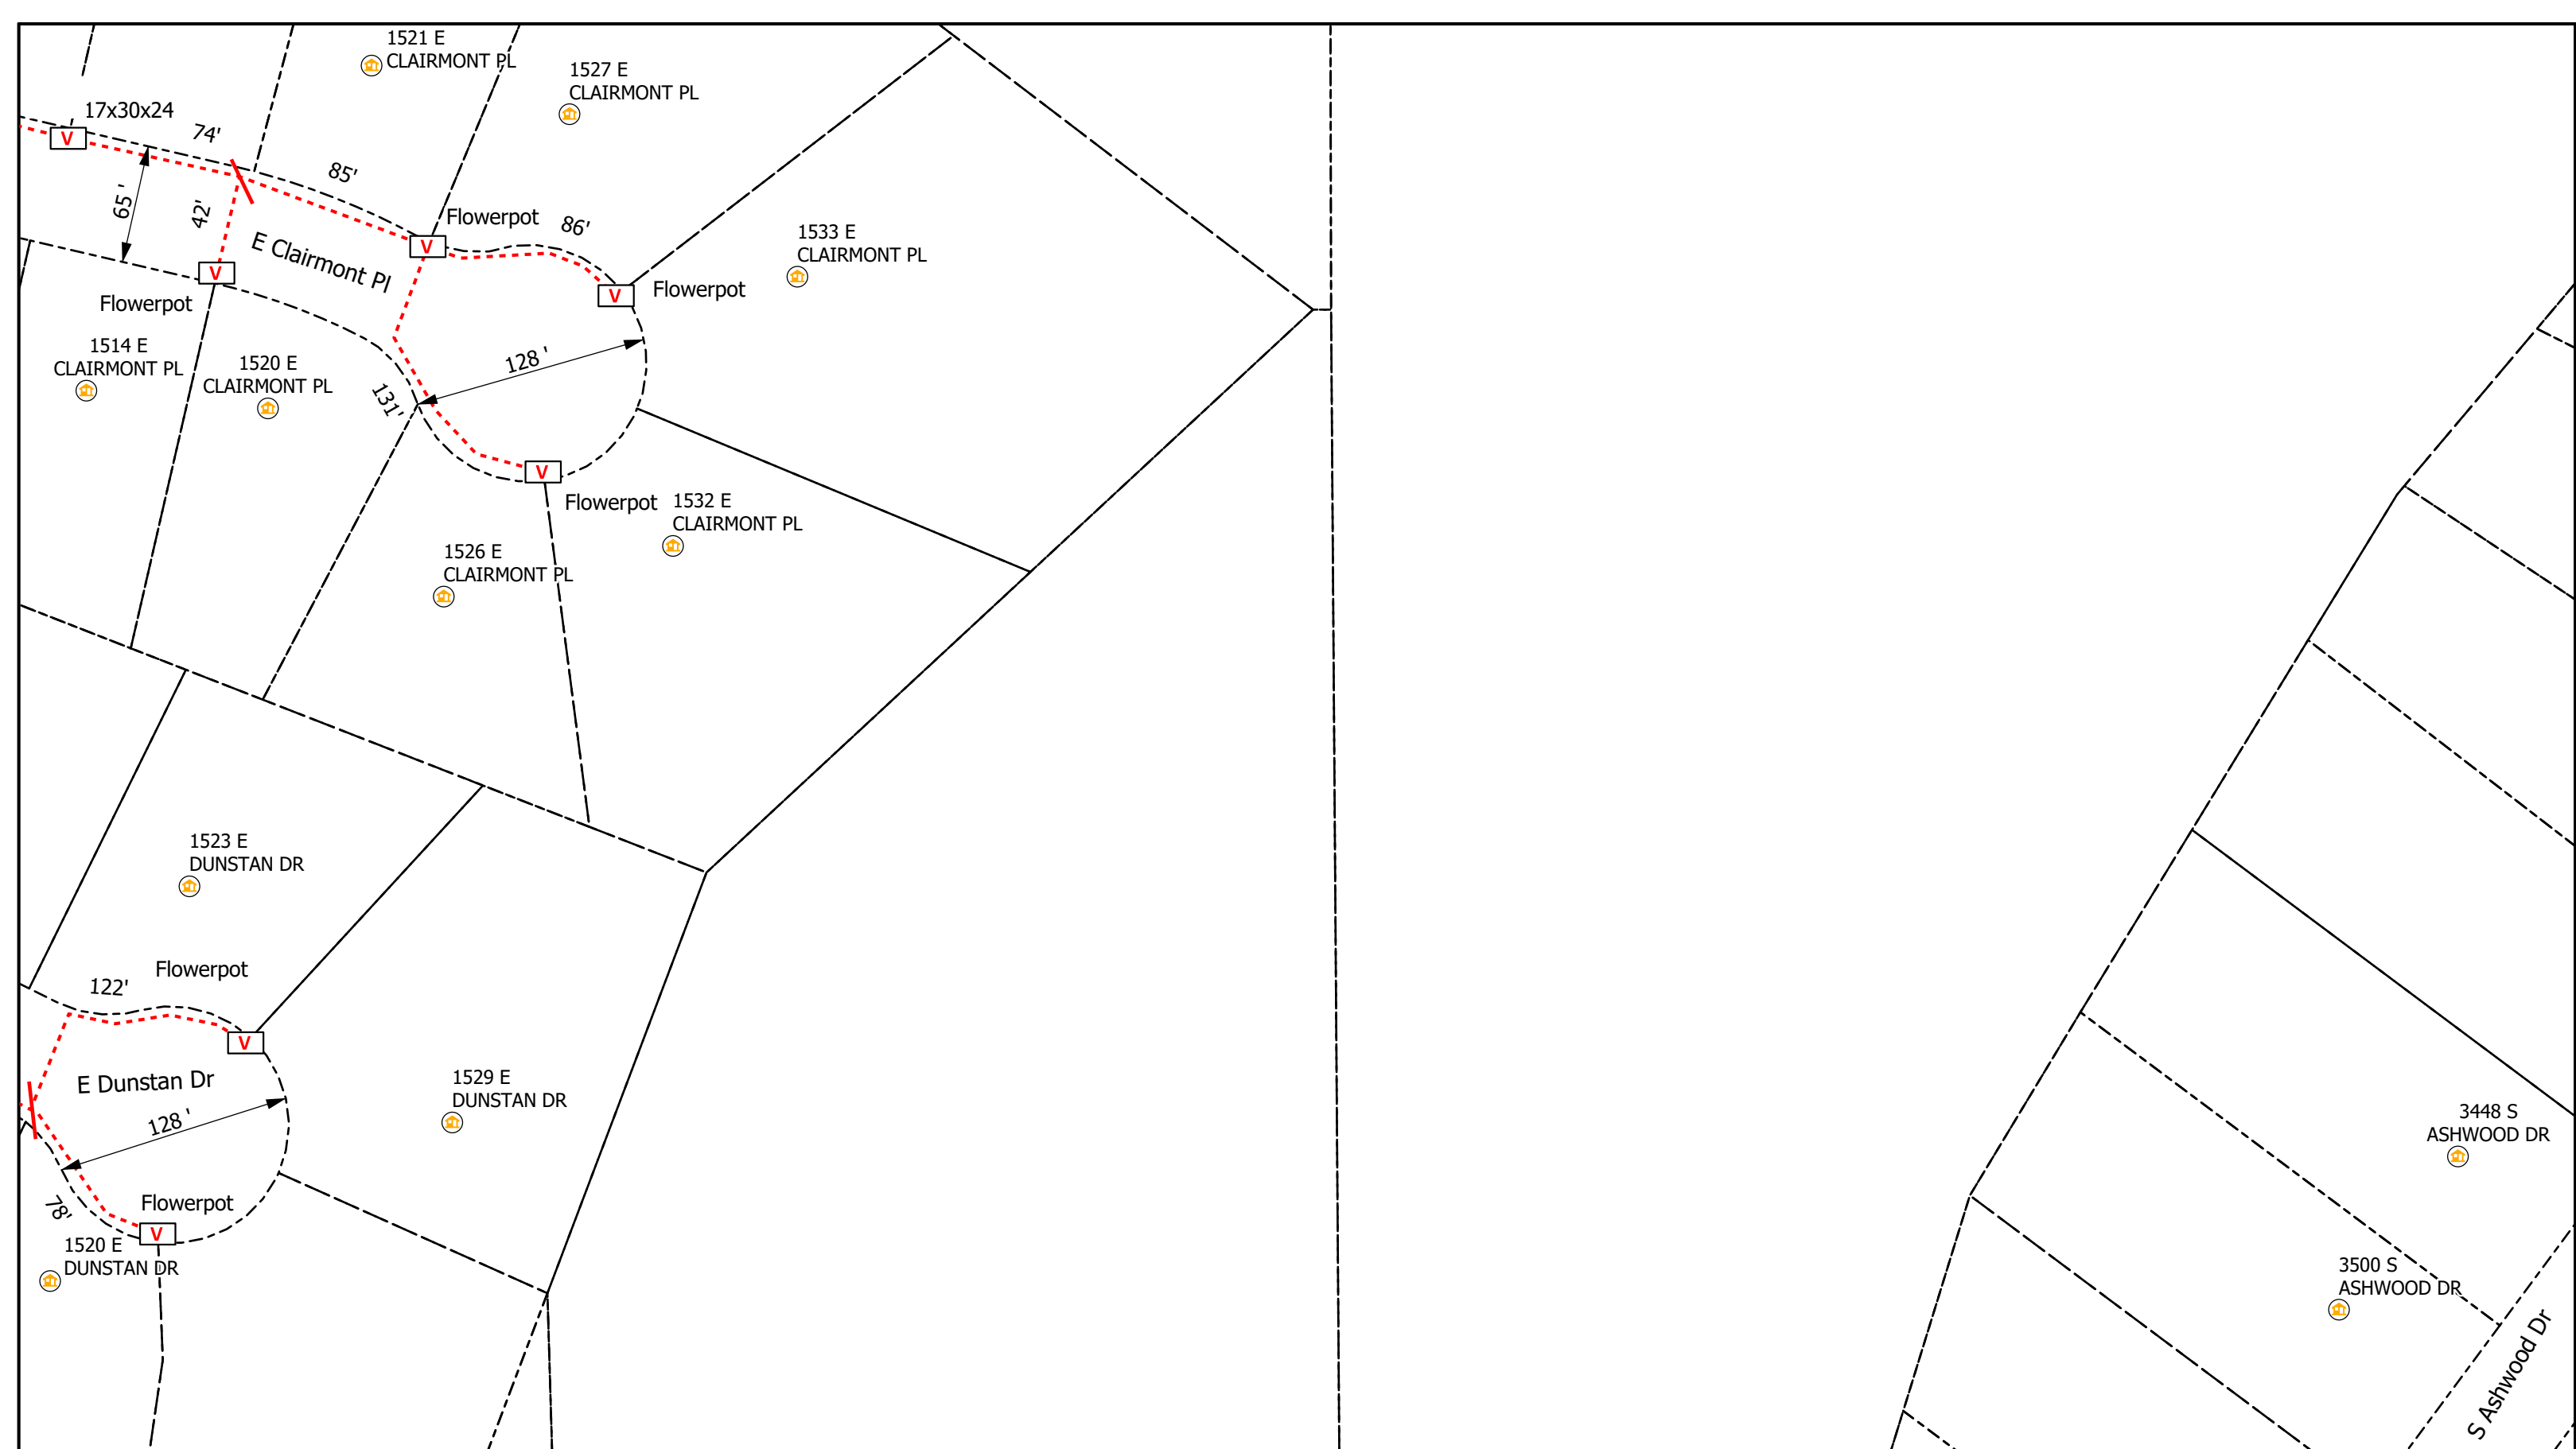 1521 E
CLAIRMONT PL
1527 E
CLAIRMONT PL
17x30x24
V
74'
85'
65 '
42'
Flowerpot
86'
V
E Clairmont Pl
V
Flowerpot
V
Flowerpot
1533 E
CLAIRMONT PL
1514 E
CLAIRMONT PL
1520 E
CLAIRMONT PL
128 '
131'
V
Flowerpot
1532 E
CLAIRMONT PL
1526 E
CLAIRMONT PL
1523 E
DUNSTAN DR
Flowerpot
122'
V
E Dunstan Dr
128 '
1529 E
DUNSTAN DR
78'
Flowerpot
V
1520 E
DUNSTAN DR
3448 S
ASHWOOD DR
3500 S
ASHWOOD DR
S Ashwood Dr